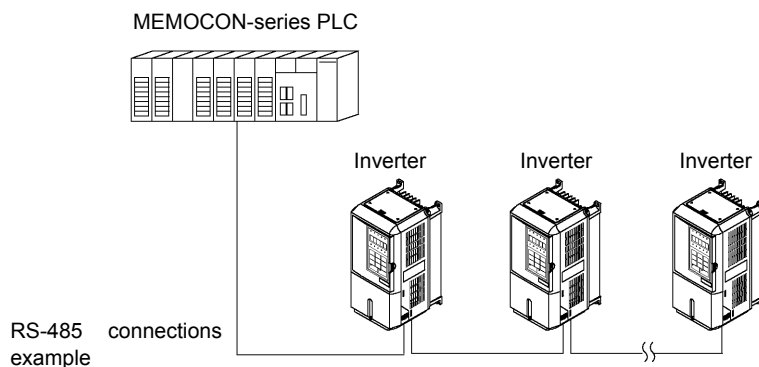 MEMOCON-series PLC
Inverter Inverter Inverter
RS-485 connections
example